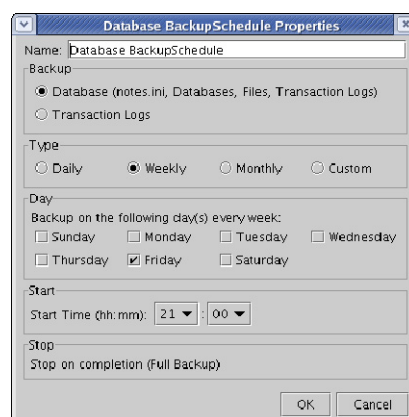 Database BackupSchedule Properties
Name: Database BackupSchedule
Backup
Database (notes.ini, Databases, Files, Transaction Logs)
Transaction Logs
Type
Daily Weekly Monthly Custom
Day
Backup on the following day(s) every week:
Sunday Monday Tuesday Wednesday
Thursday Friday Saturday
Start
Start Time (hh:mm): 21 : 00
Stop
Stop on completion (Full Backup)
OK Cancel